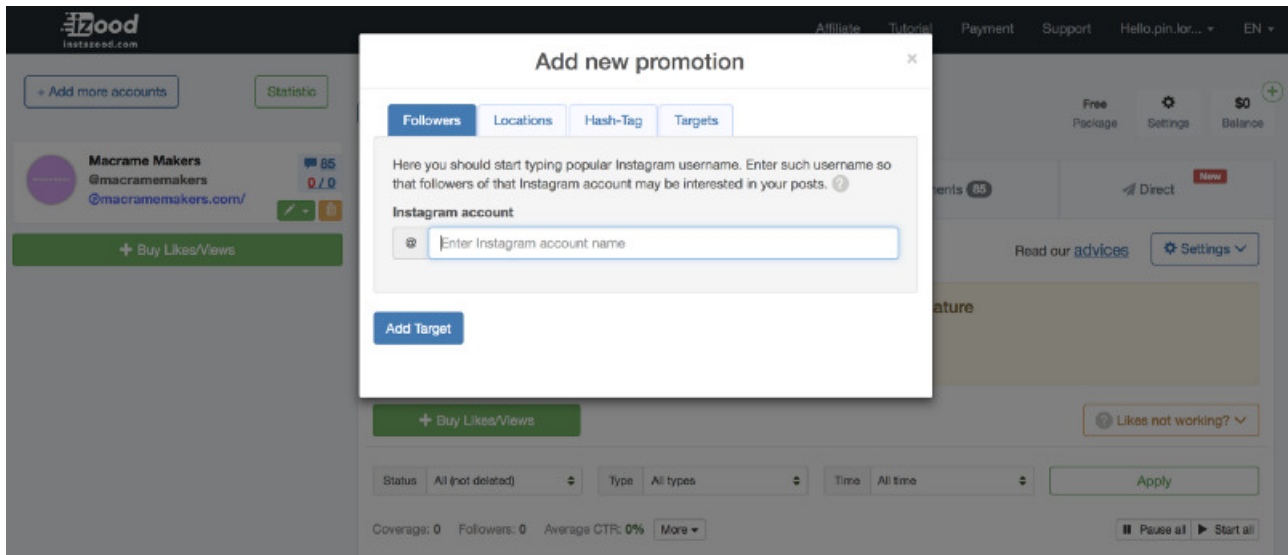 izood
instazood.com
Affiliate Tutorial Payment Support Hello.pin.lor... EN
+ Add more accounts
Statistic
Macrame Makers
@macramemakers
macramemakers.com/
85
0 / 0
+ Buy Likes/Views
Add new promotion
×
Followers Locations Hash-Tag Targets
Here you should start typing popular Instagram username. Enter such username so
that followers of that Instagram account may be interested in your posts. ?
Instagram account
@ Enter Instagram account name
Add Target
Free
Package
Settings
$0
Balance
ents 85
Direct
New
Read our advices
Settings
ature
+ Buy Likes/Views
? Likes not working?
Status All (not deleted) Type All types Time All time Apply
Coverage: 0 Followers: 0 Average CTR: 0% More
Pause all Start all